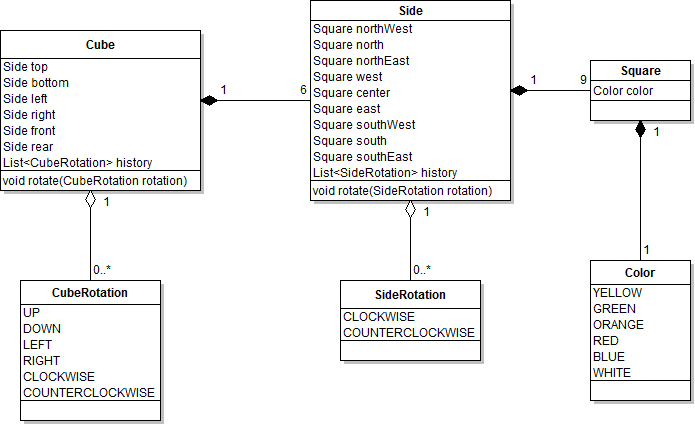 Cube
Side top
Side bottom
Side left
Side right
Side front
Side rear
List<CubeRotation> history
void rotate(CubeRotation rotation)
1
6
Side
Square northWest
Square north
Square northEast
Square west
Square center
Square east
Square southWest
Square south
Square southEast
List<SideRotation> history
void rotate(SideRotation rotation)
1
9
Square
Color color
1
0..*
1
0..*
1
1
CubeRotation
UP
DOWN
LEFT
RIGHT
CLOCKWISE
COUNTERCLOCKWISE
SideRotation
CLOCKWISE
COUNTERCLOCKWISE
Color
YELLOW
GREEN
ORANGE
RED
BLUE
WHITE